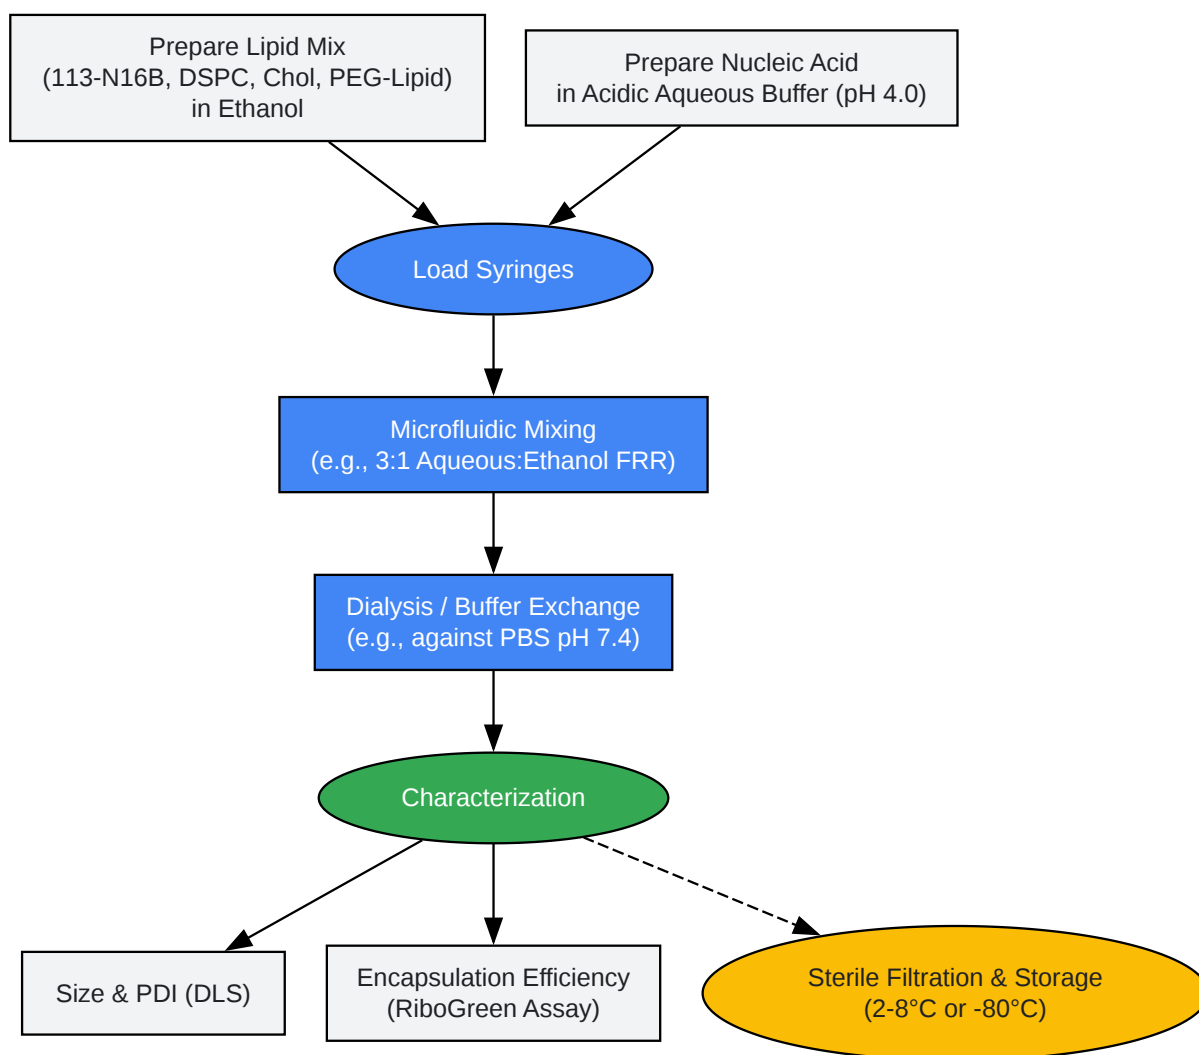 Prepare Lipid Mix
(113-N16B, DSPC, Chol, PEG-Lipid)
in Ethanol
Prepare Nucleic Acid
in Acidic Aqueous Buffer (pH 4.0)
Load Syringes
Microfluidic Mixing
(e.g., 3:1 Aqueous:Ethanol FRR)
Dialysis / Buffer Exchange
(e.g., against PBS pH 7.4)
Characterization
Size & PDI (DLS)
Encapsulation Efficiency
(RiboGreen Assay)
Sterile Filtration & Storage
(2-8°C or -80°C)